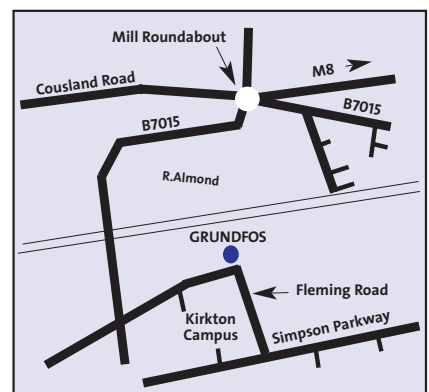 Mill Roundabout
M8
Cousland Road
B7015
B7015
R.Almond
GRUNDFOS
Fleming Road
Kirkton
Campus
Simpson Parkway